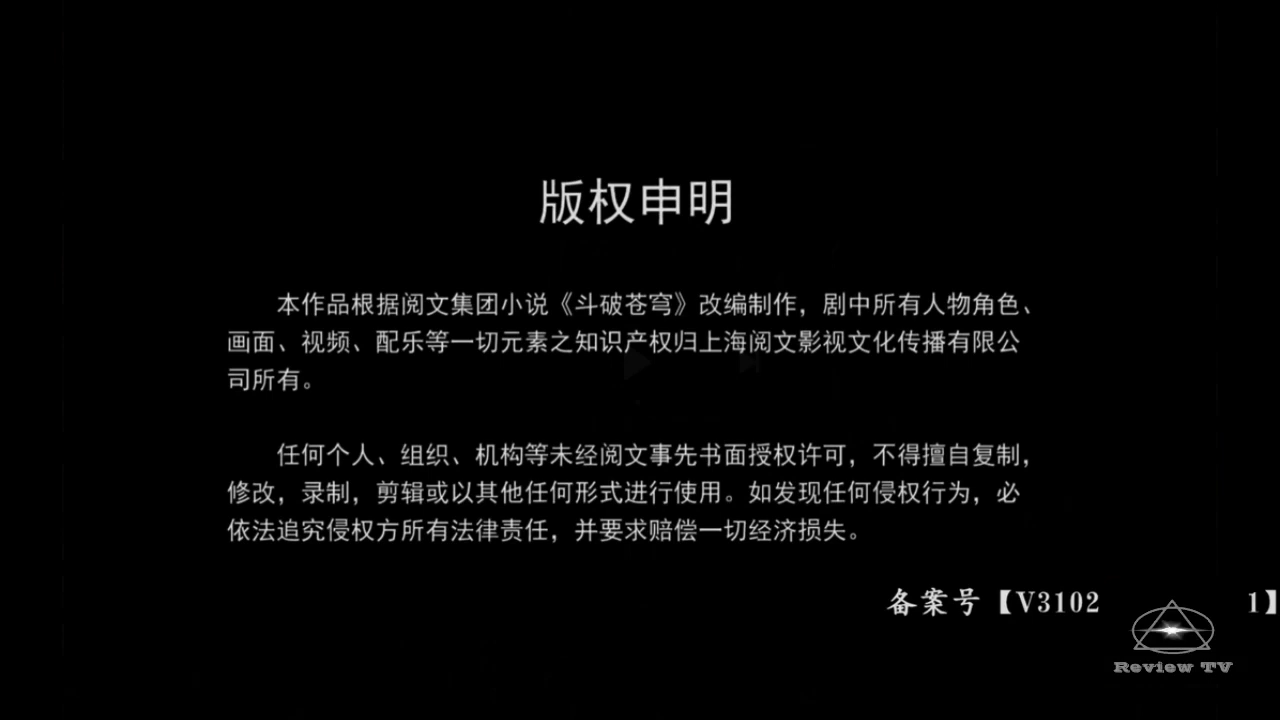 版权申明
本作品根据阅文集团小说《斗破苍穹》改编制作，剧中所有人物角色、
画面、视频、配乐等一切元素之知识产权归上海阅文影视文化传播有限公
司所有。
任何个人、组织、机构等未经阅文事先书面授权许可，不得擅自复制，
修改，录制，剪辑或以其他任何形式进行使用。如发现任何侵权行为，必
依法追究侵权方所有法律责任，并要求赔偿一切经济损失。
备案号【V3102 1】
Review TV